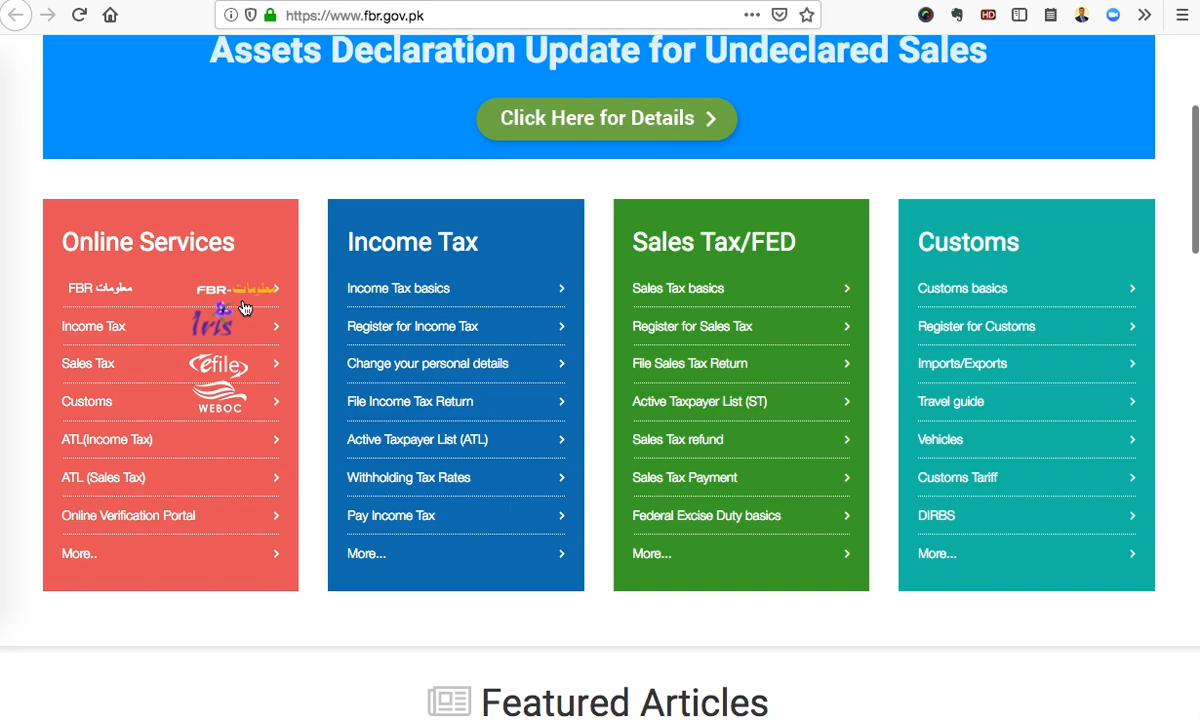 https://www.fbr.gov.pk
HD
Assets Declaration Update for Undeclared Sales
Click Here for Details
Online Services
FBR معلومات FBR-معلومات
Income Tax Iris
Sales Tax efile
Customs WEBOC
ATL(Income Tax)
ATL (Sales Tax)
Online Verification Portal
More..
Income Tax
Income Tax basics
Register for Income Tax
Change your personal details
File Income Tax Return
Active Taxpayer List (ATL)
Withholding Tax Rates
Pay Income Tax
More...
Sales Tax/FED
Sales Tax basics
Register for Sales Tax
File Sales Tax Return
Active Taxpayer List (ST)
Sales Tax refund
Sales Tax Payment
Federal Excise Duty basics
More...
Customs
Customs basics
Register for Customs
Imports/Exports
Travel guide
Vehicles
Customs Tariff
DIRBS
More...
Featured Articles